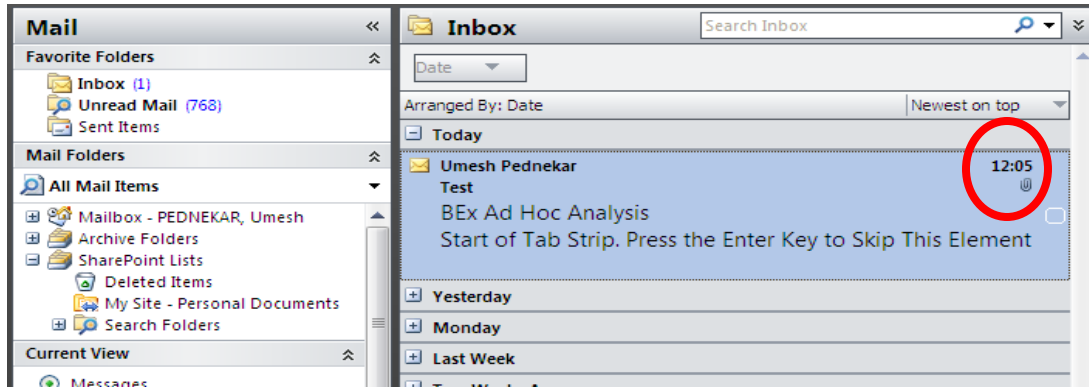 Mail
Favorite Folders
Inbox (1)
Unread Mail (768)
Sent Items
Mail Folders
All Mail Items
Mailbox - PEDNEKAR, Umesh
Archive Folders
SharePoint Lists
Deleted Items
My Site - Personal Documents
Search Folders
Current View
Messages
Inbox
Search Inbox
Date
Arranged By: Date Newest on top
Today
Umesh Pednekar 12:05
Test
BEx Ad Hoc Analysis
Start of Tab Strip. Press the Enter Key to Skip This Element
Yesterday
Monday
Last Week